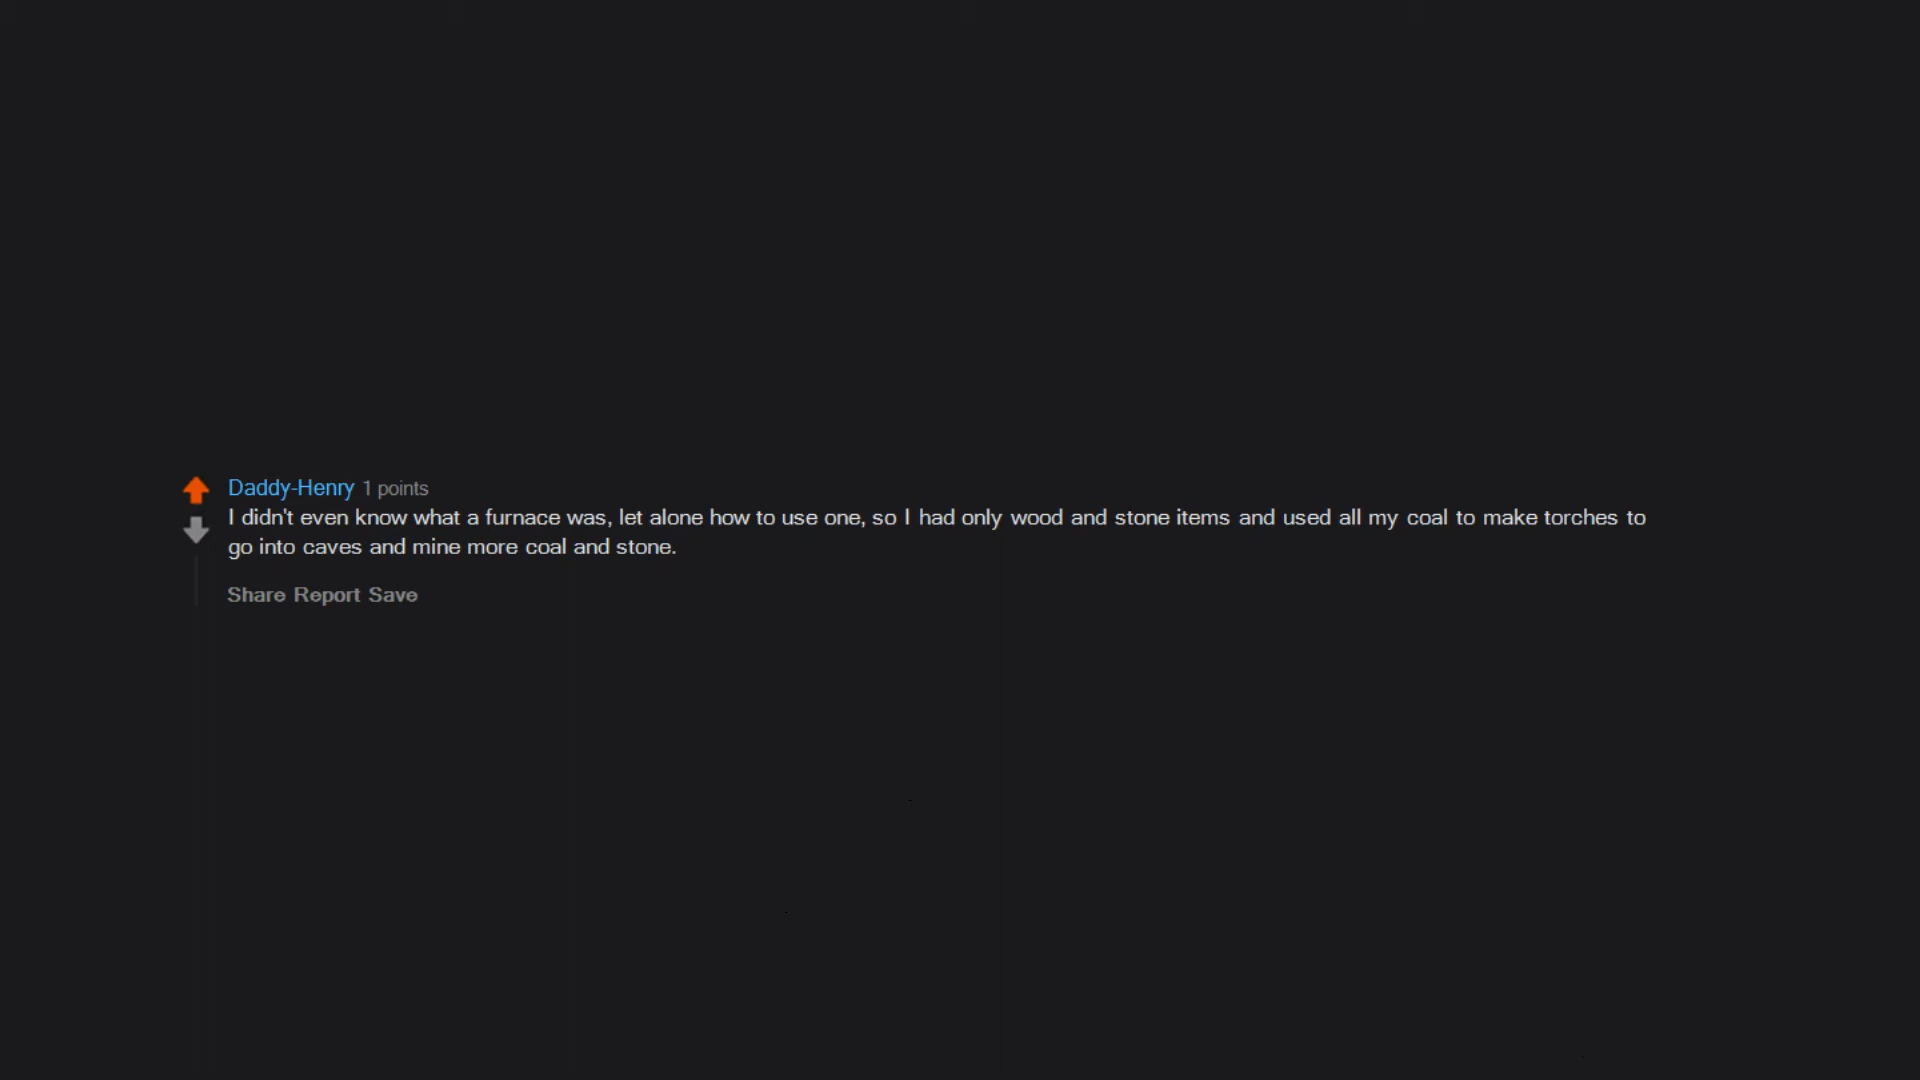 Daddy-Henry 1 points
I didn't even know what a furnace was, let alone how to use one, so I had only wood and stone items and used all my coal to make torches to
go into caves and mine more coal and stone.
Share Report Save